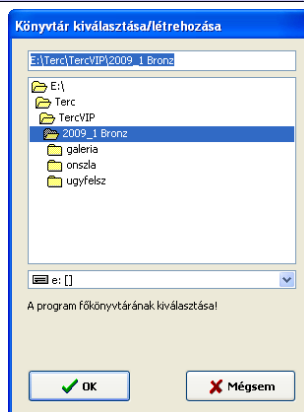 Könyvtár kiválasztása/létrehozása
E:\Terc\TercVIP\2009_1 Bronz
E:\
Terc
TercVIP
2009_1 Bronz
galeria
onszla
ugyfelsz
e: []
A program főkönyvtárának kiválasztása!
OK
Mégsem